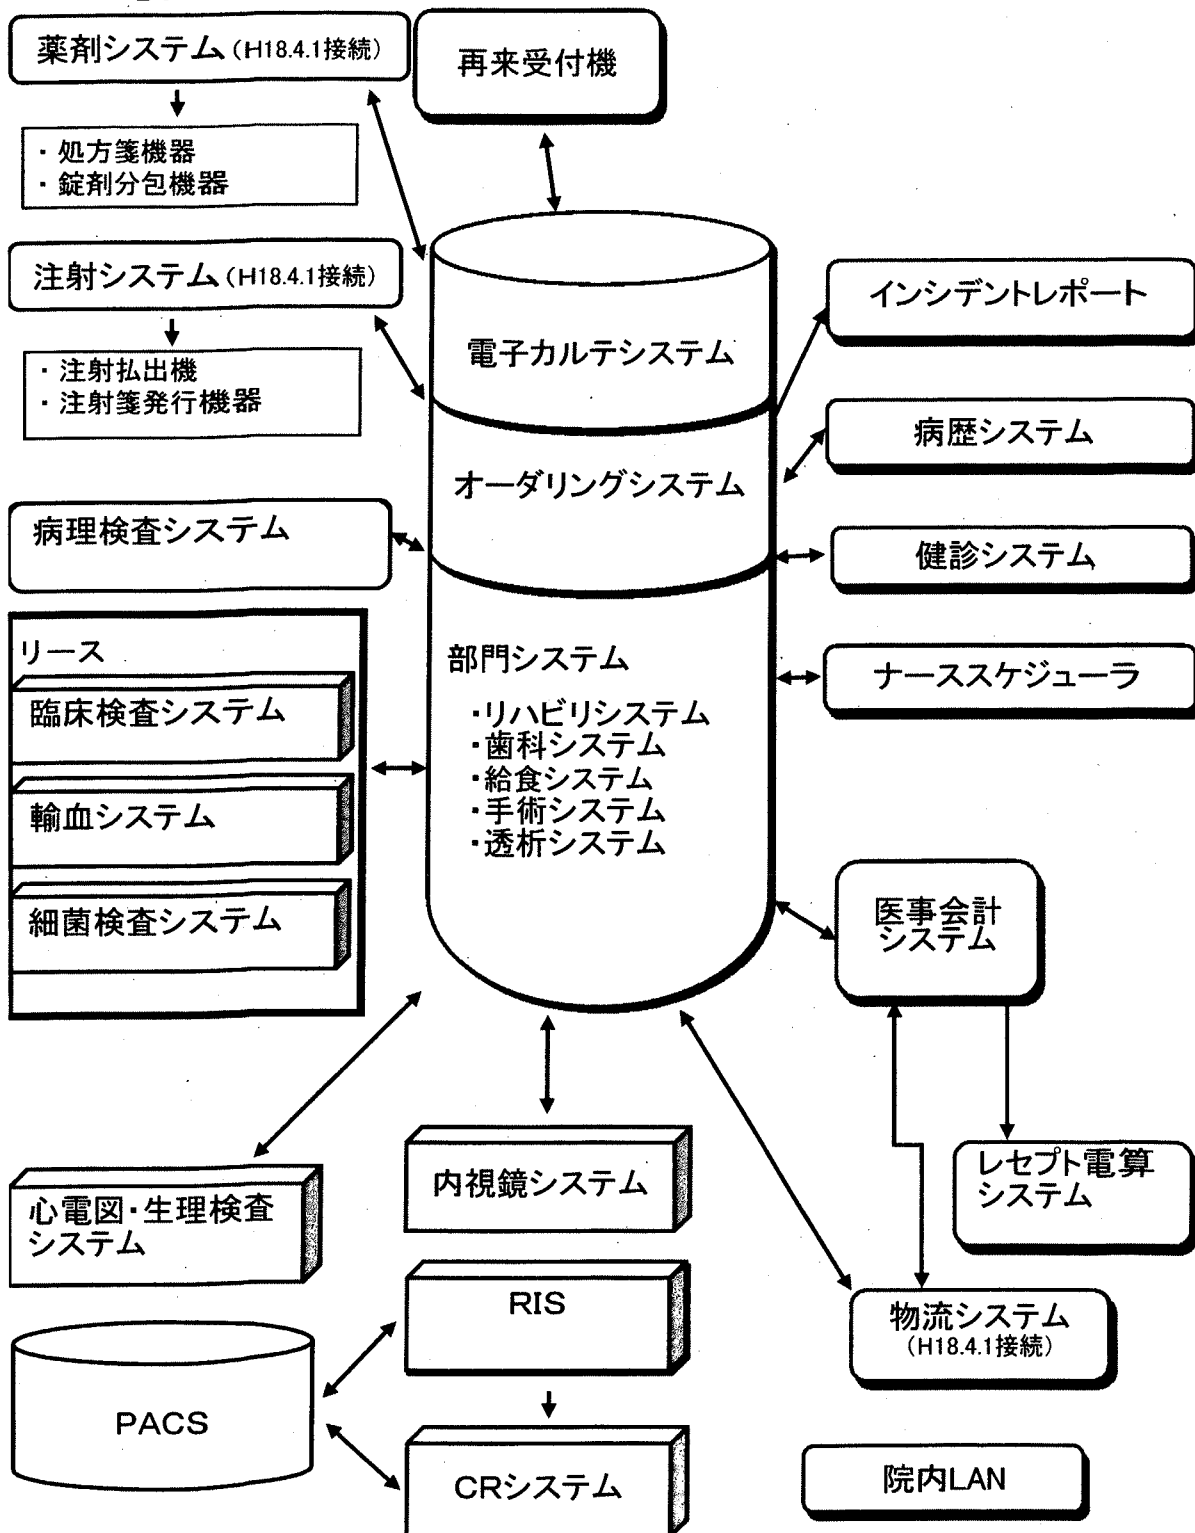 薬剤システム(H18.4.1接続)
再来受付機
・処方箋機器
・錠剤分包機器
注射システム(H18.4.1接続)
・注射払出機
・注射箋発行機器
病理検査システム
リース
臨床検査システム
輸血システム
細菌検査システム
電子カルテシステム
オーダリングシステム
部門システム
・リハビリシステム
・歯科システム
・給食システム
・手術システム
・透析システム
インシデントレポート
病歴システム
健診システム
ナーススケジューラ
医事会計
システム
レセプト電算
システム
物流システム
(H18.4.1接続)
心電図・生理検査
システム
内視鏡システム
RIS
PACS
CRシステム
院内LAN